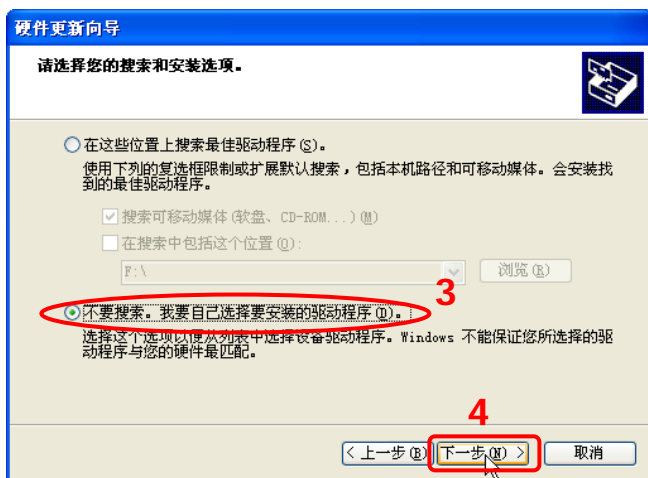 硬件更新向导
请选择您的搜索和安装选项。
在这些位置上搜索最佳驱动程序(S)。
使用下列的复选框限制或扩展默认搜索，包括本机路径和可移动媒体。会安装找
到的最佳驱动程序。
搜索可移动媒体(软盘、CD-ROM...)(M)
在搜索中包括这个位置(O):
F:\
浏览(R)
3
不要搜索。我要自己选择要安装的驱动程序(D)。
选择这个选项以便从列表中选择设备驱动程序。Windows 不能保证您所选择的驱
动程序与您的硬件最匹配。
4
< 上一步(B)
下一步(N) >
取消